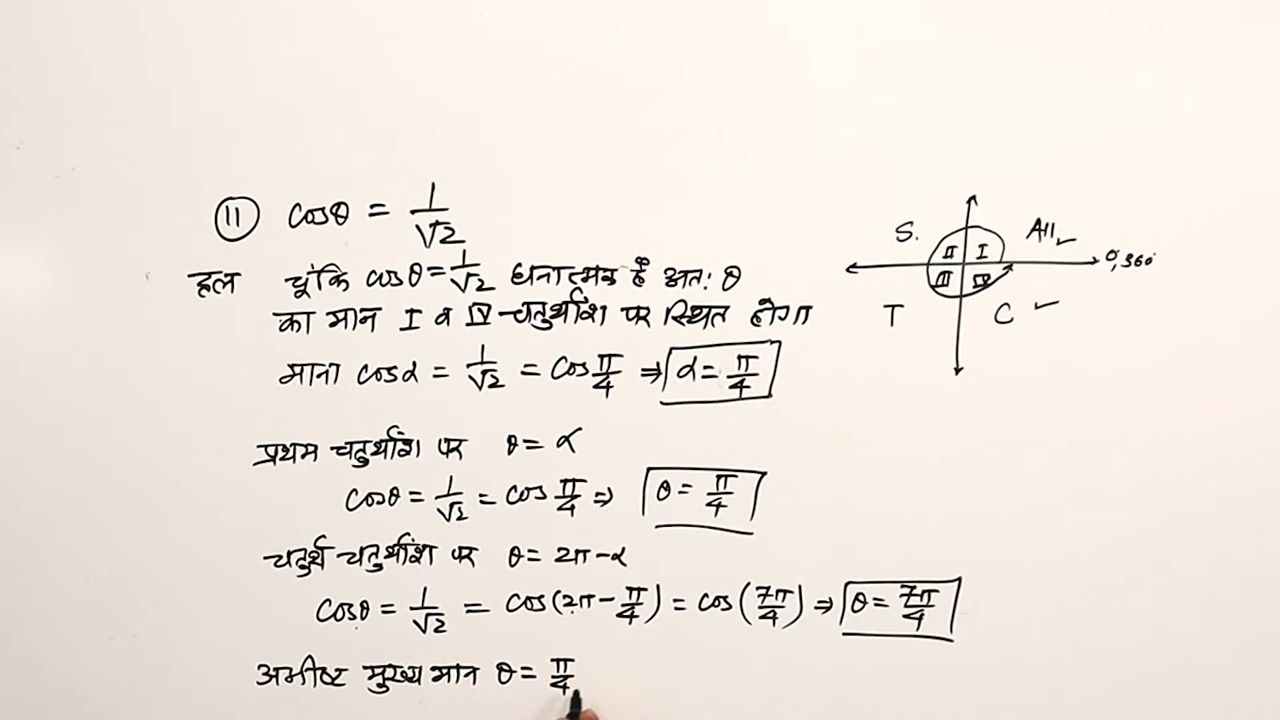 ⑪ cosθ = 1/√2
हल चूंकि cosθ = 1/√2 धनात्मक है अतः θ
का मान I व IV चतुर्थांश पर स्थित होगा
माना cosα = 1/√2 = cos π/4 ⇒ α = π/4
प्रथम चतुर्थांश पर θ = α
cosθ = 1/√2 = cos π/4 ⇒ θ = π/4
चतुर्थ चतुर्थांश पर θ = 2π-α
cosθ = 1/√2 = cos(2π - π/4) = cos(7π/4) ⇒ θ = 7π/4
अभीष्ट मुख्य मान θ = π/4
S. All ✓
II I
0,360°
III IV
T C ✓